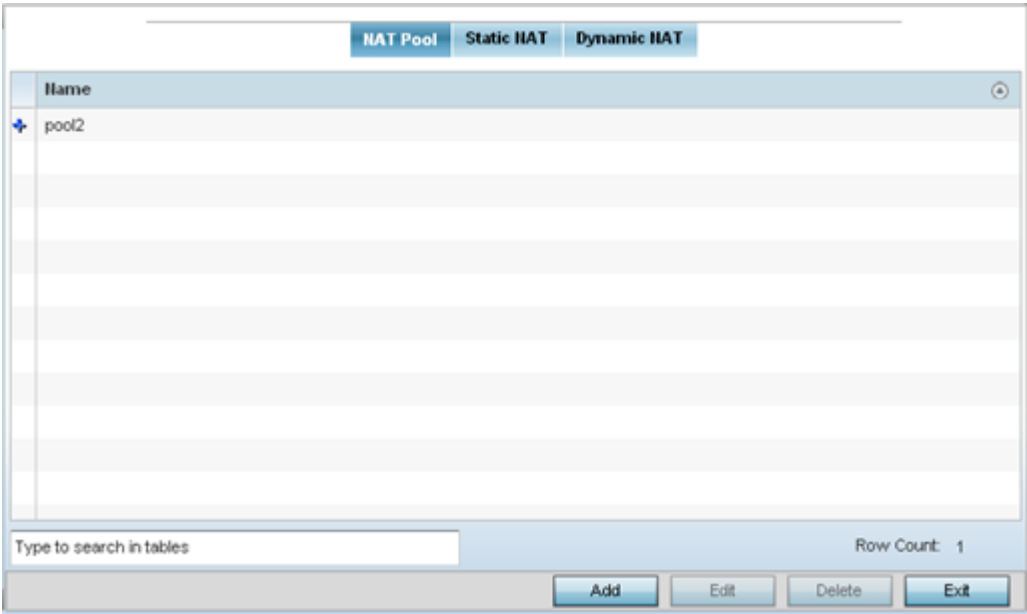 NAT Pool Static NAT Dynamic NAT
Name
pool2
Type to search in tables Row Count: 1
Add Edit Delete Exit